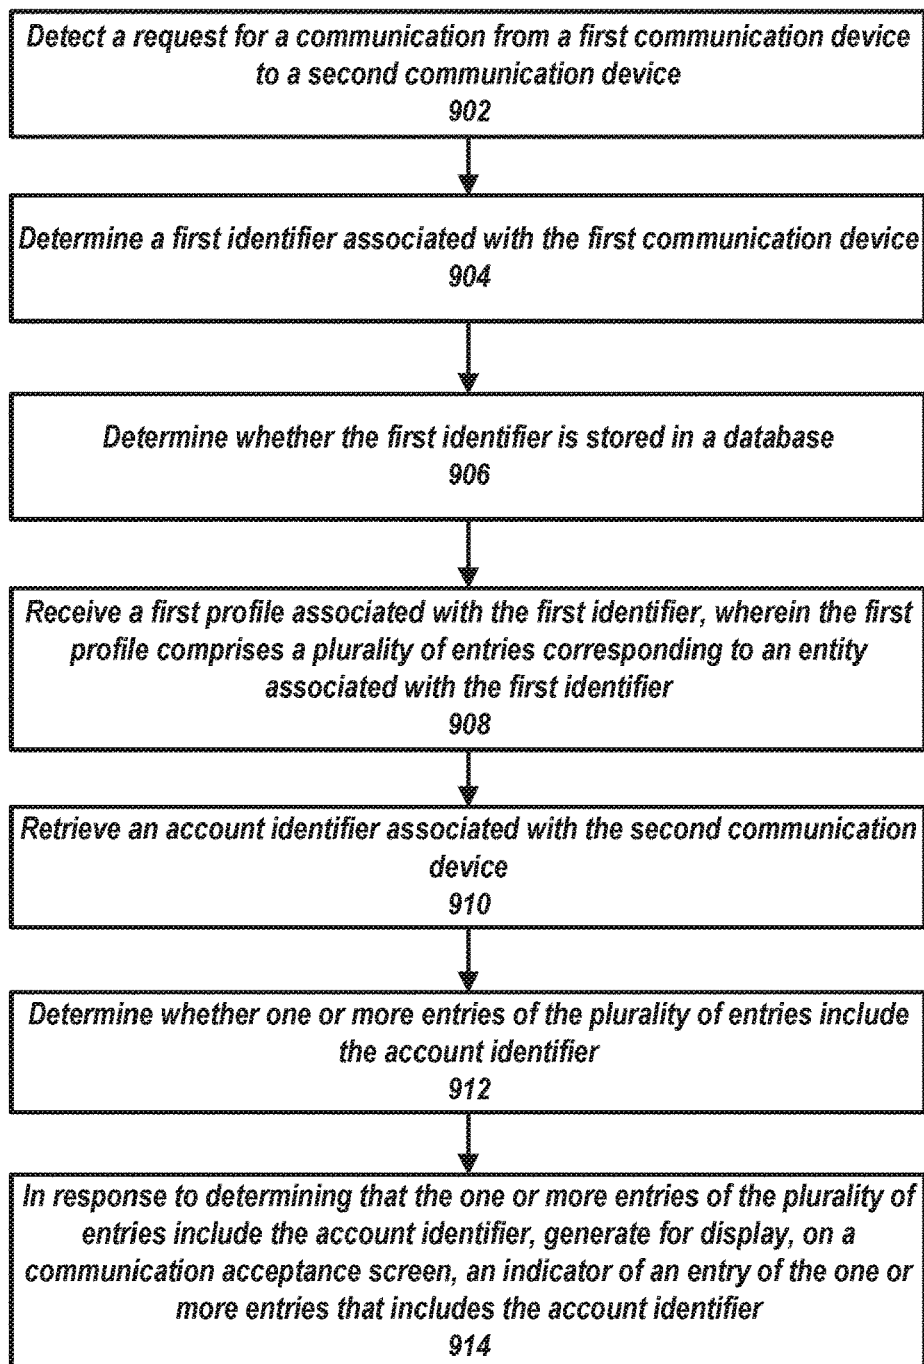 Detect a request for a communication from a first communication device
to a second communication device
902
Determine a first identifier associated with the first communication device
904
Determine whether the first identifier is stored in a database
906
Receive a first profile associated with the first identifier, wherein the first
profile comprises a plurality of entries corresponding to an entity
associated with the first identifier
908
Retrieve an account identifier associated with the second communication
device
910
Determine whether one or more entries of the plurality of entries include
the account identifier
912
In response to determining that the one or more entries of the plurality of
entries include the account identifier, generate for display, on a
communication acceptance screen, an indicator of an entry of the one or
more entries that includes the account identifier
914